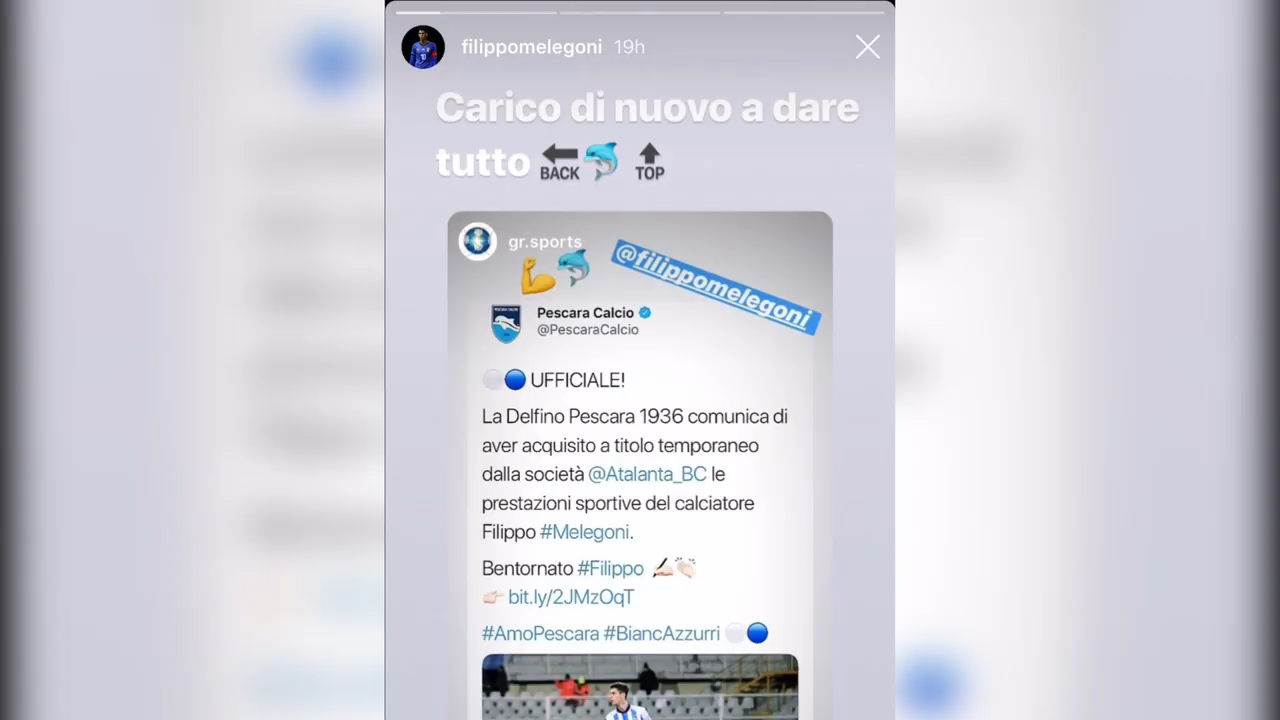 filippomelegoni 19h
Carico di nuovo a dare
tutto
BACK
TOP
gr.sports
@filippomelegoni
Pescara Calcio
@PescaraCalcio
UFFICIALE!
La Delfino Pescara 1936 comunica di
aver acquisito a titolo temporaneo
dalla società @Atalanta_BC le
prestazioni sportive del calciatore
Filippo #Melegoni.
Bentornato #Filippo
bit.ly/2JMzOqT
#AmoPescara #BiancAzzurri